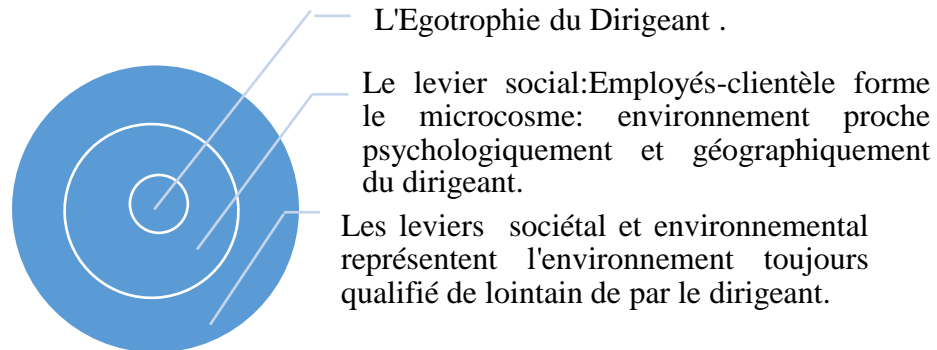 L'Egotrophie du Dirigeant .
Le levier social:Employés-clientèle forme
le microcosme: environnement proche
psychologiquement et géographiquement
du dirigeant.
Les leviers sociétal et environnemental
représentent l'environnement toujours
qualifié de lointain de par le dirigeant.